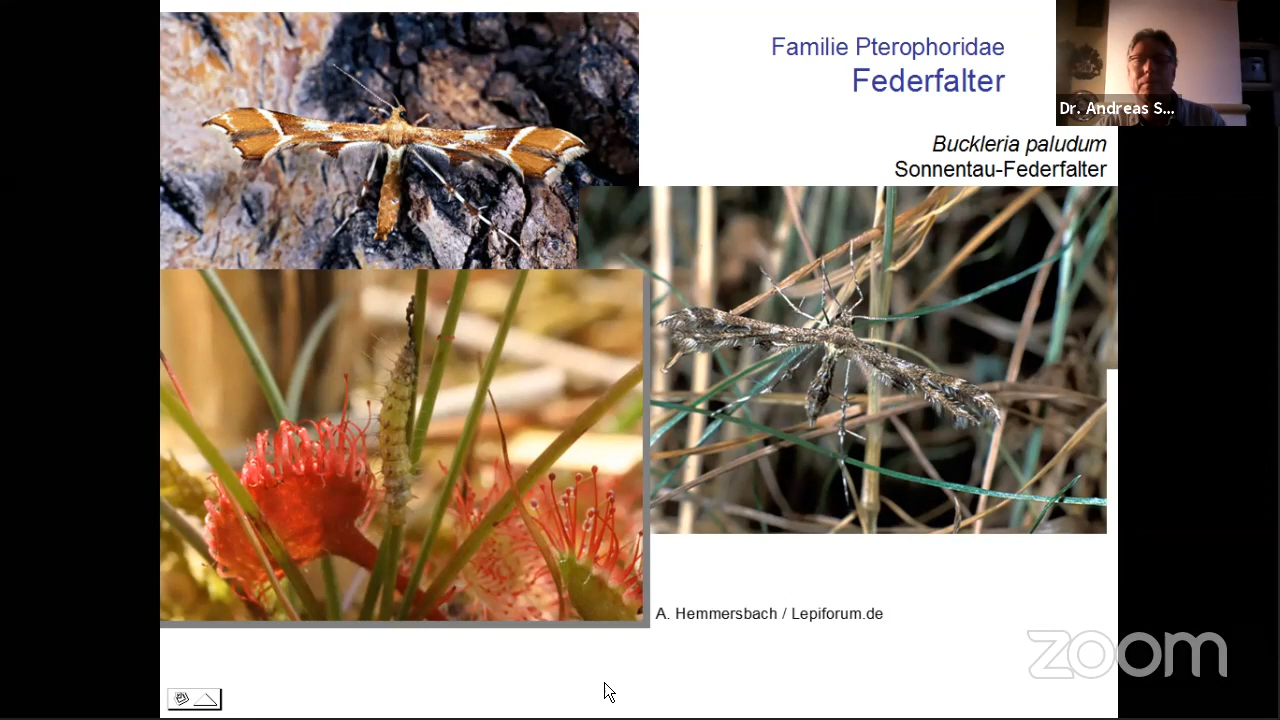 Familie Pterophoridae
Federfalter
Dr. Andreas S...
Buckleria paludum
Sonnentau-Federfalter
A. Hemmersbach / Lepiforum.de
zoom